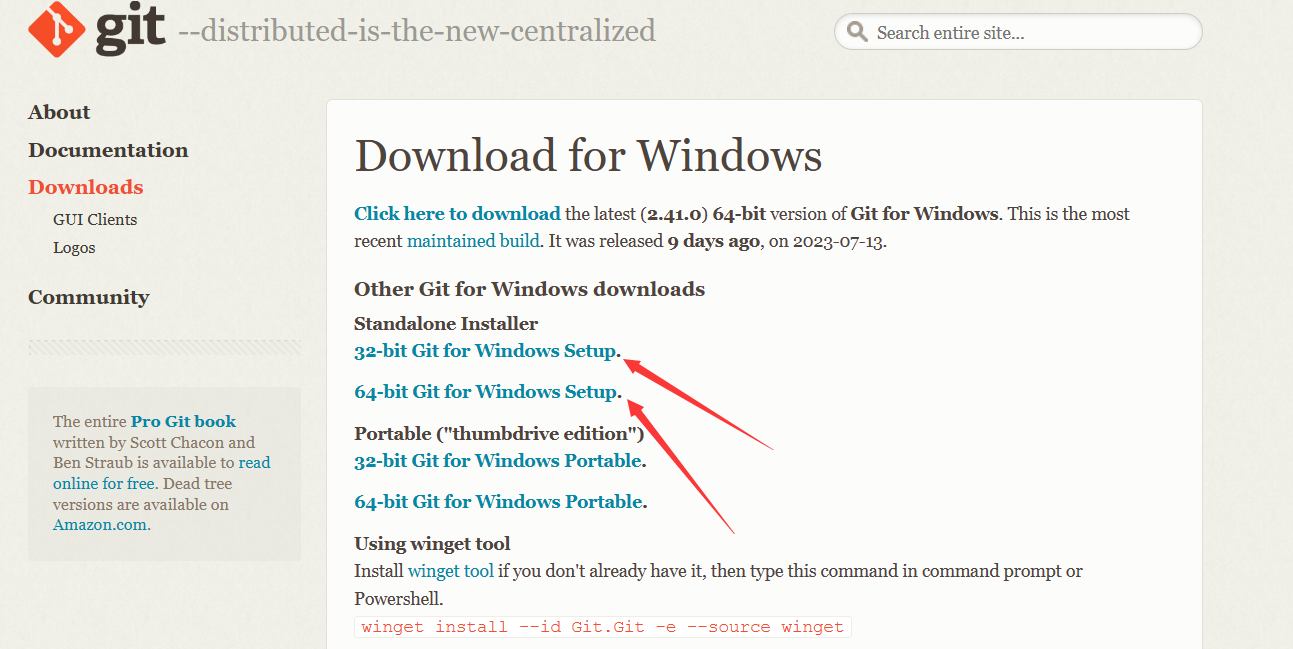 git --distributed-is-the-new-centralized
Search entire site...
About
Documentation
Downloads
GUI Clients
Logos
Community
The entire Pro Git book
written by Scott Chacon and
Ben Straub is available to read
online for free. Dead tree
versions are available on
Amazon.com.
Download for Windows
Click here to download the latest (2.41.0) 64-bit version of Git for Windows. This is the most
recent maintained build. It was released 9 days ago, on 2023-07-13.
Other Git for Windows downloads
Standalone Installer
32-bit Git for Windows Setup.
64-bit Git for Windows Setup.
Portable ("thumbdrive edition")
32-bit Git for Windows Portable.
64-bit Git for Windows Portable.
Using winget tool
Install winget tool if you don't already have it, then type this command in command prompt or
Powershell.
winget install --id Git.Git -e --source winget